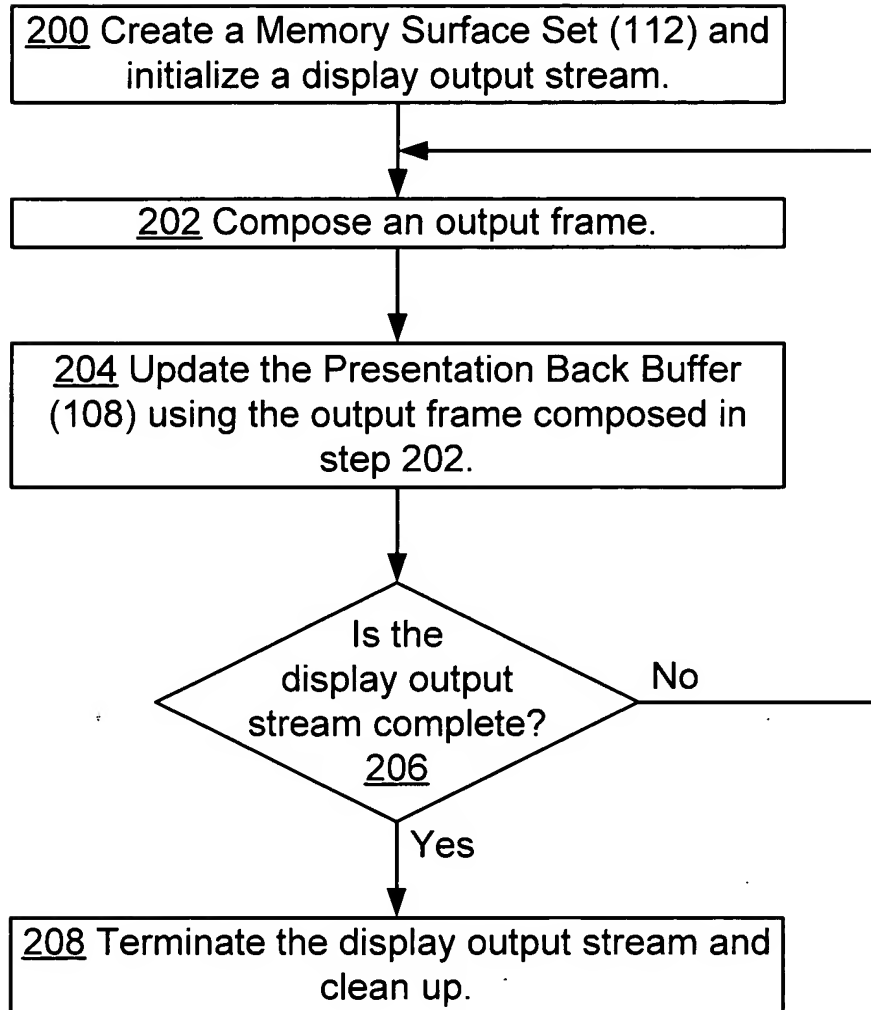 200 Create a Memory Surface Set (112) and
initialize a display output stream.
202 Compose an output frame.
204 Update the Presentation Back Buffer
(108) using the output frame composed in
step 202.
Is the
display output
stream complete?
206
No
Yes
208 Terminate the display output stream and
clean up.